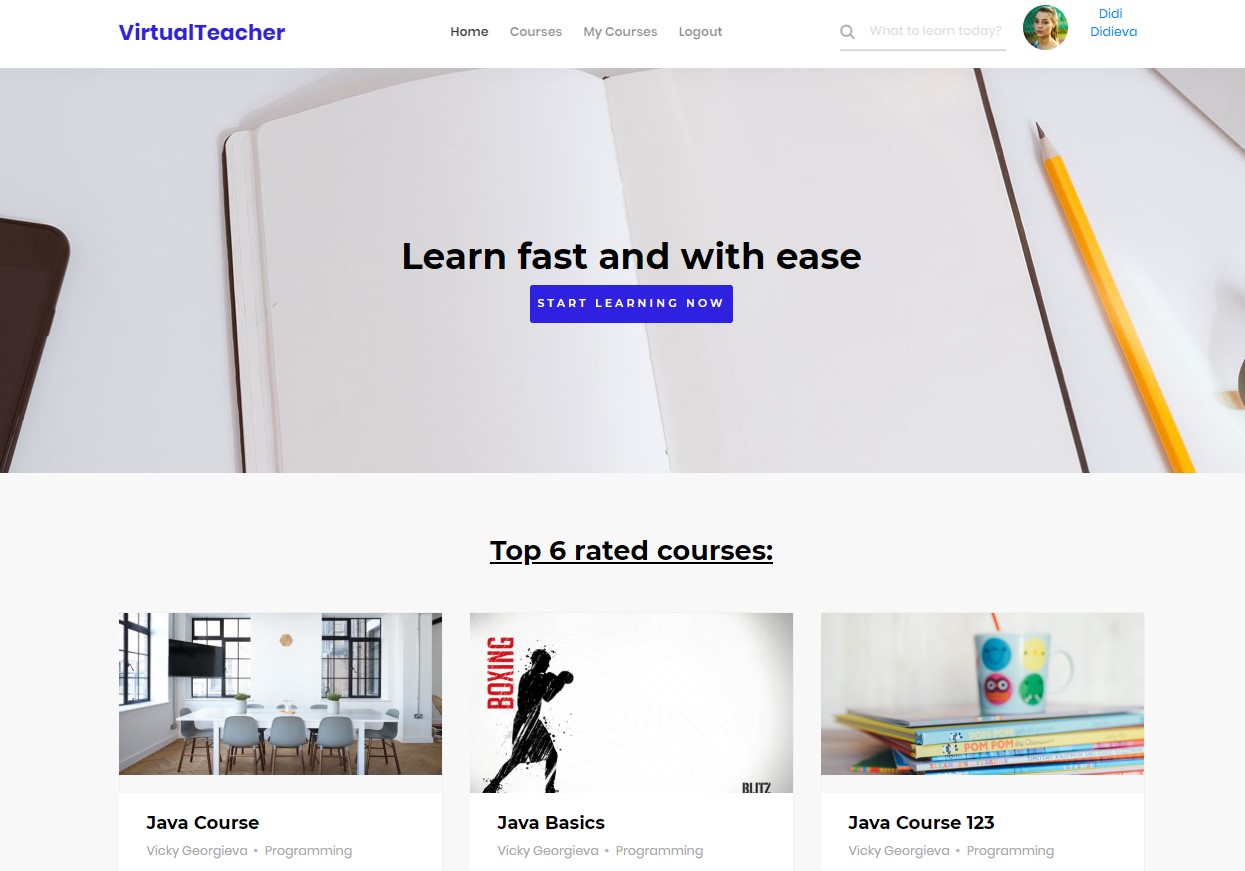 VirtualTeacher
Home Courses My Courses Logout
What to learn today?
Didi
Didieva
Learn fast and with ease
START LEARNING NOW
Top 6 rated courses:
BOXING
BLITZ
POM POM
POM POM
Java Course
Vicky Georgieva • Programming
Java Basics
Vicky Georgieva • Programming
Java Course 123
Vicky Georgieva • Programming